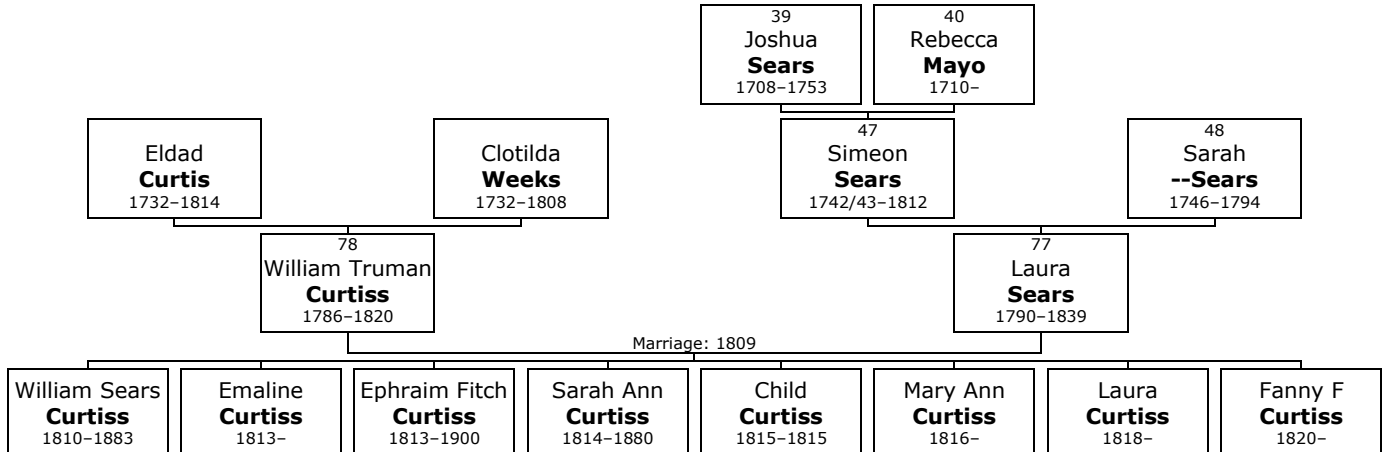 39
Joshua
Sears
1708–1753
40
Rebecca
Mayo
1710–
Eldad
Curtis
1732–1814
Clotilda
Weeks
1732–1808
47
Simeon
Sears
1742/43–1812
48
Sarah
--Sears
1746–1794
78
William Truman
Curtiss
1786–1820
77
Laura
Sears
1790–1839
Marriage: 1809
William Sears
Curtiss
1810–1883
Emaline
Curtiss
1813–
Ephraim Fitch
Curtiss
1813–1900
Sarah Ann
Curtiss
1814–1880
Child
Curtiss
1815–1815
Mary Ann
Curtiss
1816–
Laura
Curtiss
1818–
Fanny F
Curtiss
1820–